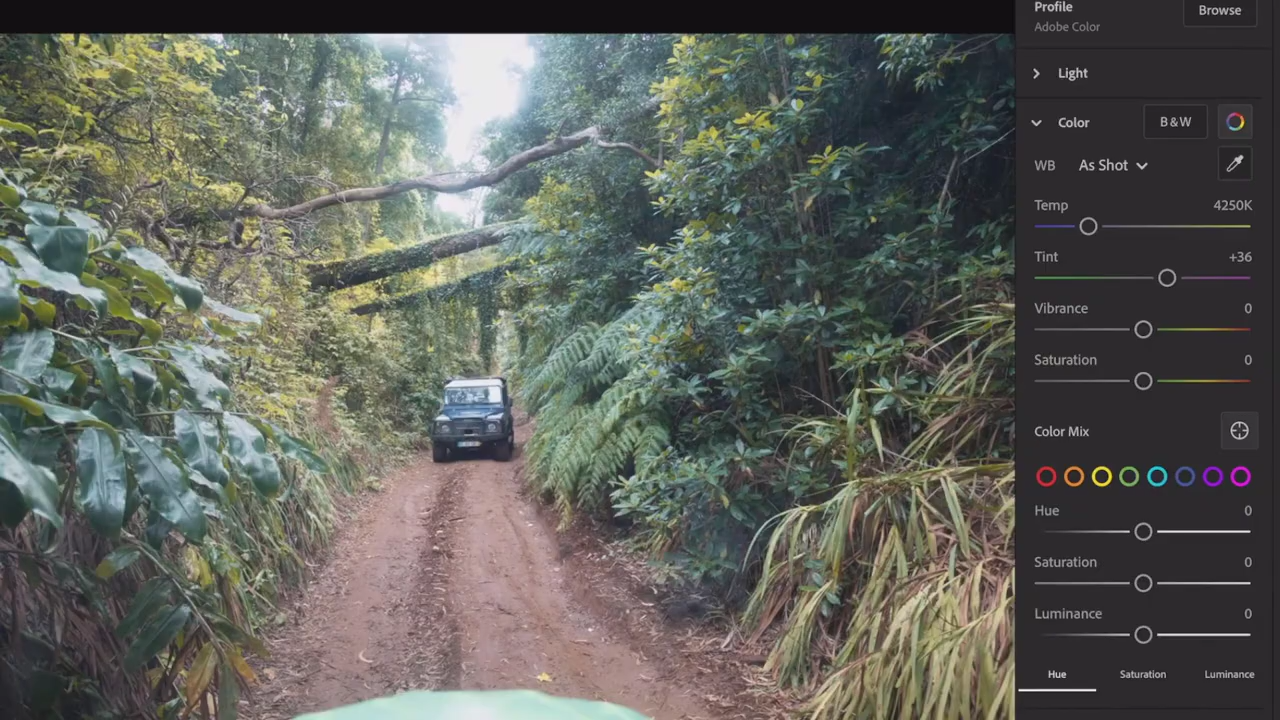 Profile
Adobe Color
Browse
Light
Color
B&W
WB
As Shot
Temp
4250K
Tint
+36
Vibrance
0
Saturation
0
Color Mix
Hue
0
Saturation
0
Luminance
0
Hue
Saturation
Luminance